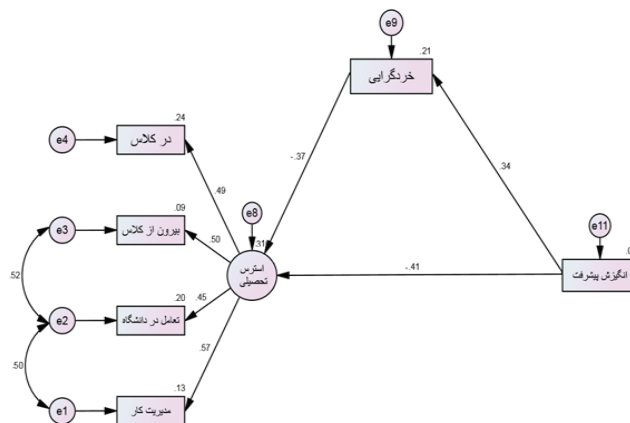 e9
.21
خردگرایی
.24
e4
در کلاس
-.37
.34
.49
.09
e8
e3
بیرون از کلاس
.50
.31
e11
استرس
تحصیلی
-.41
.0
انگیزش پیشرفت
.52
.20
.45
e2
تعامل در دانشگاه
.57
.50
.13
e1
مدیریت کار